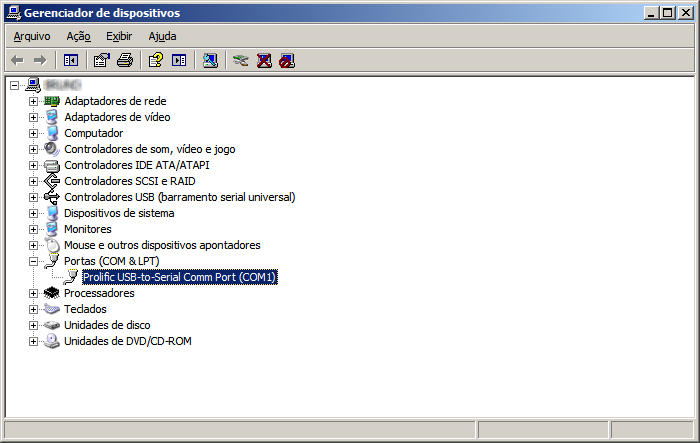 Gerenciador de dispositivos
Arquivo Ação Exibir Ajuda
Adaptadores de rede
Adaptadores de vídeo
Computador
Controladores de som, vídeo e jogo
Controladores IDE ATA/ATAPI
Controladores SCSI e RAID
Controladores USB (barramento serial universal)
Dispositivos de sistema
Monitores
Mouse e outros dispositivos apontadores
Portas (COM & LPT)
Prolific USB-to-Serial Comm Port (COM1)
Processadores
Teclados
Unidades de disco
Unidades de DVD/CD-ROM